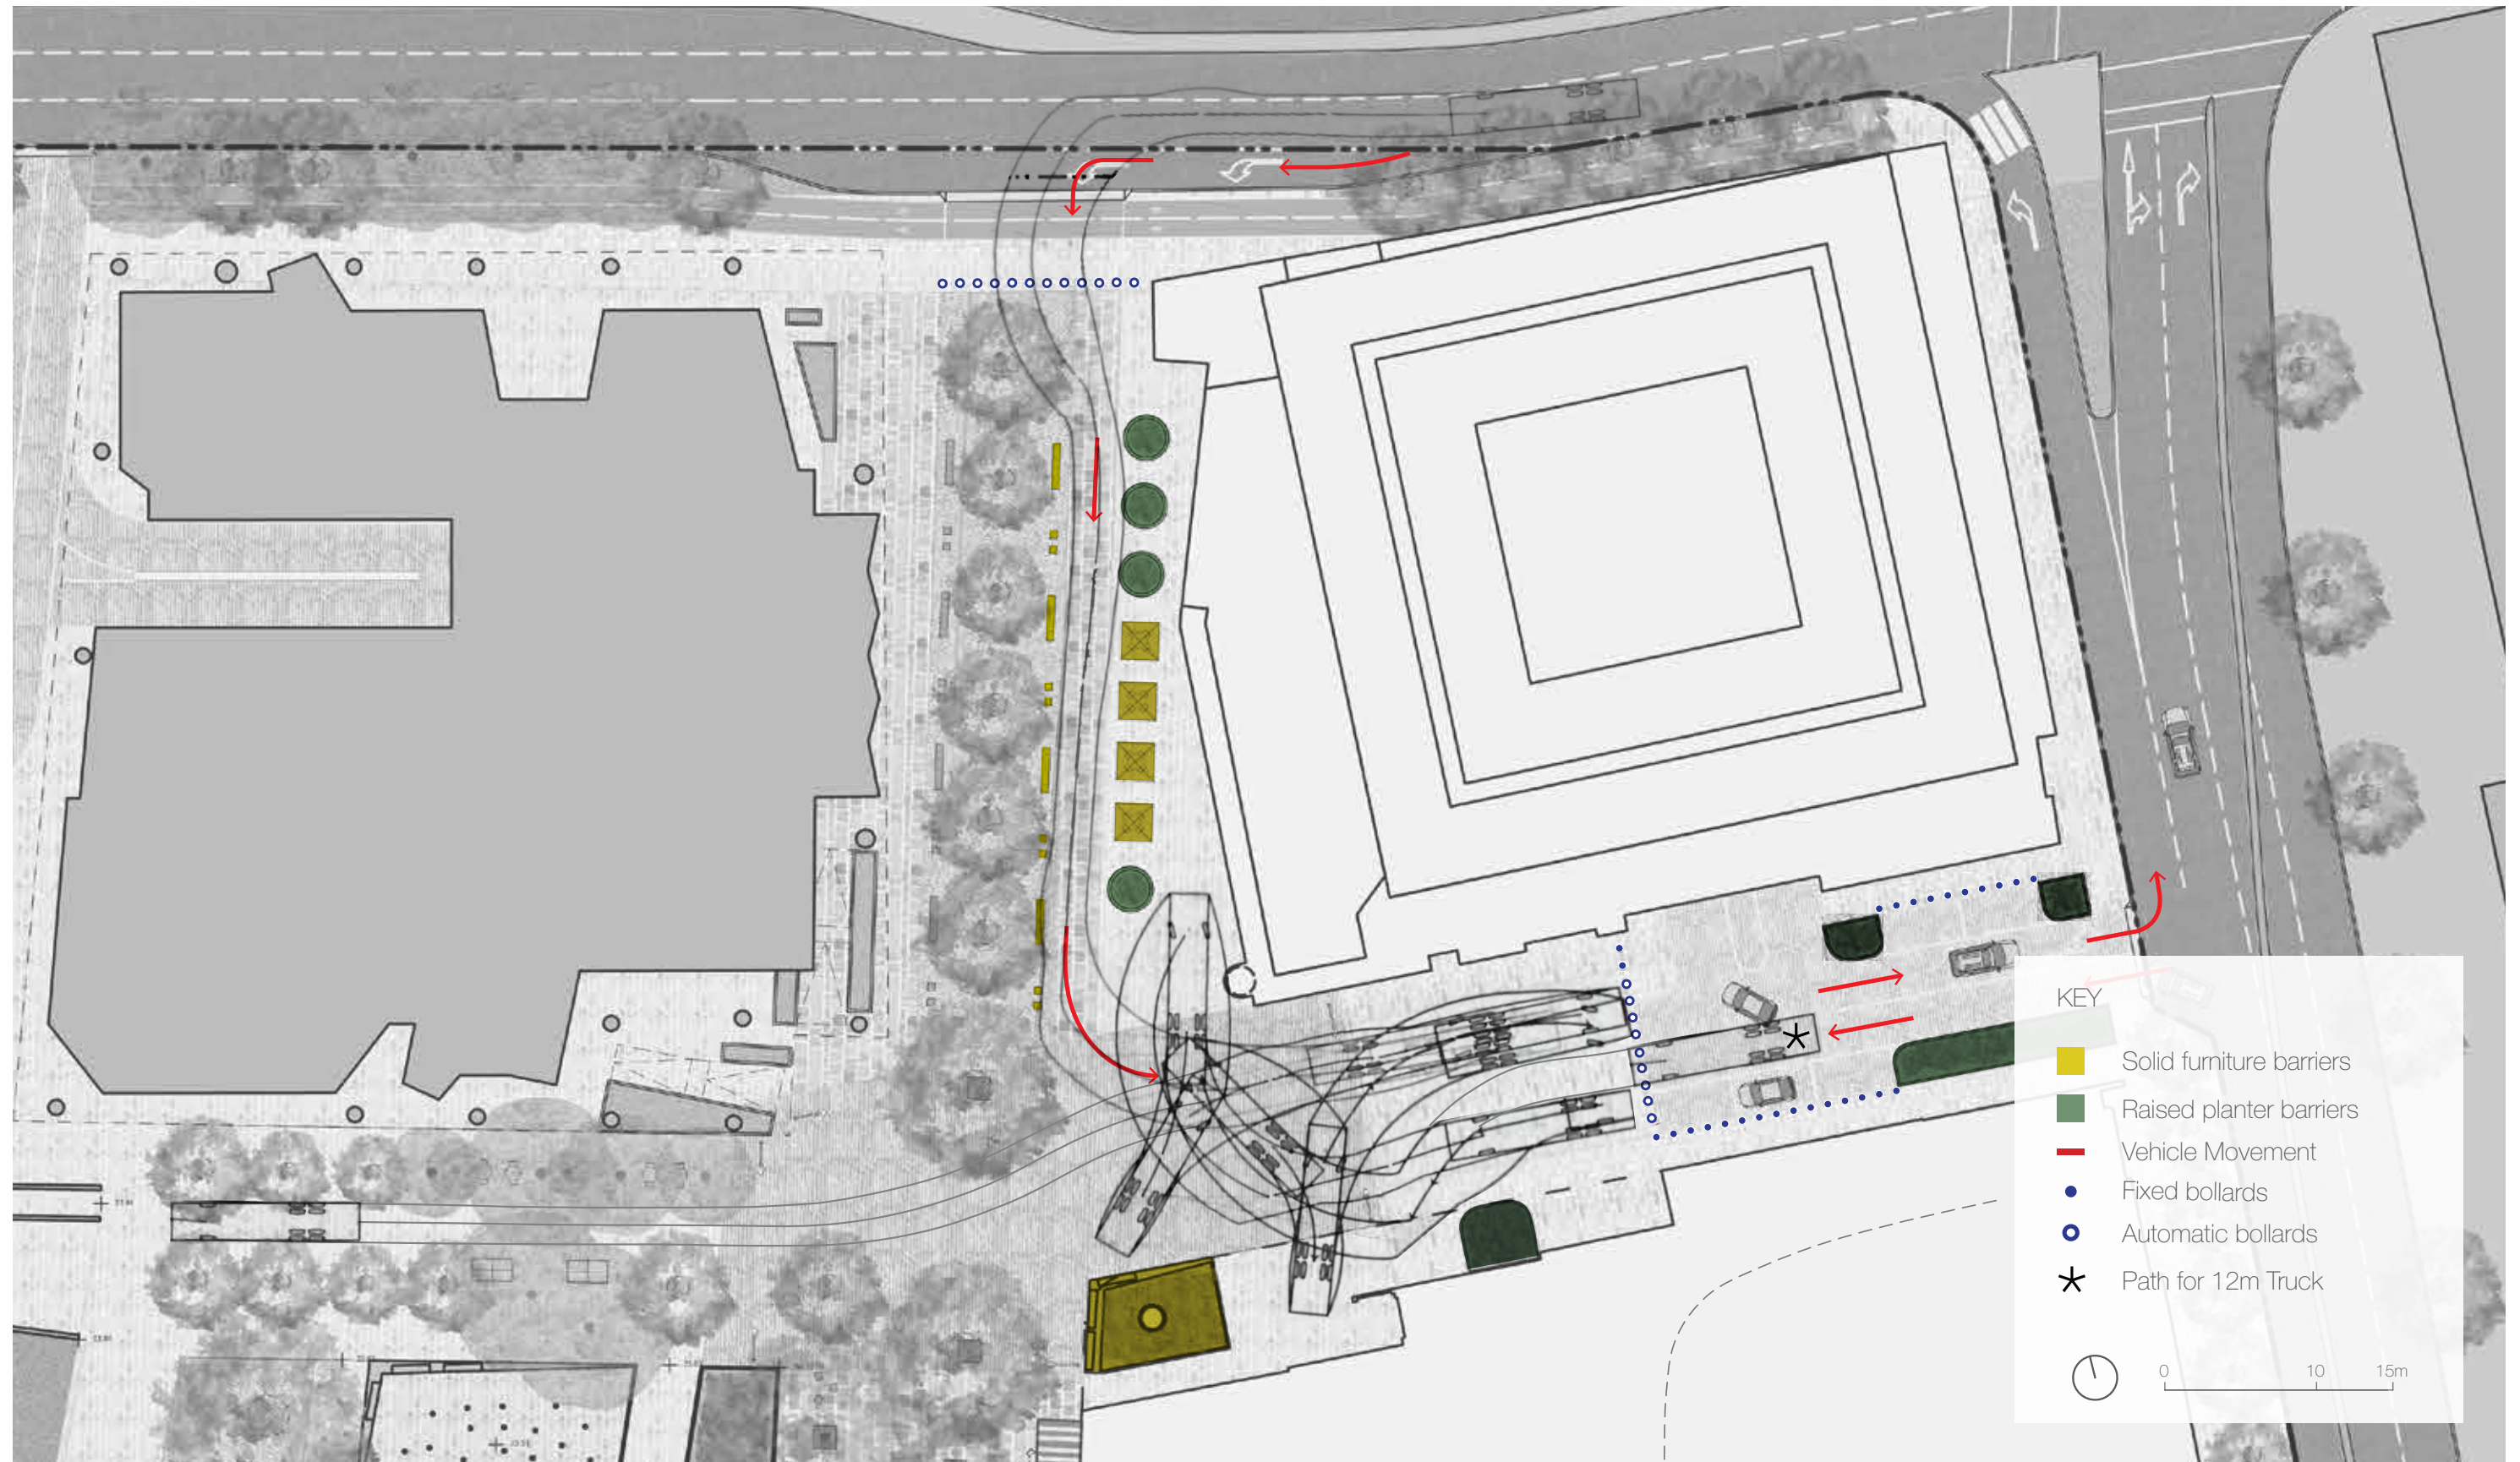 KEY
Solid furniture barriers
Raised planter barriers
Vehicle Movement
Fixed bollards
Automatic bollards
Path for 12m Truck
0 10 15m